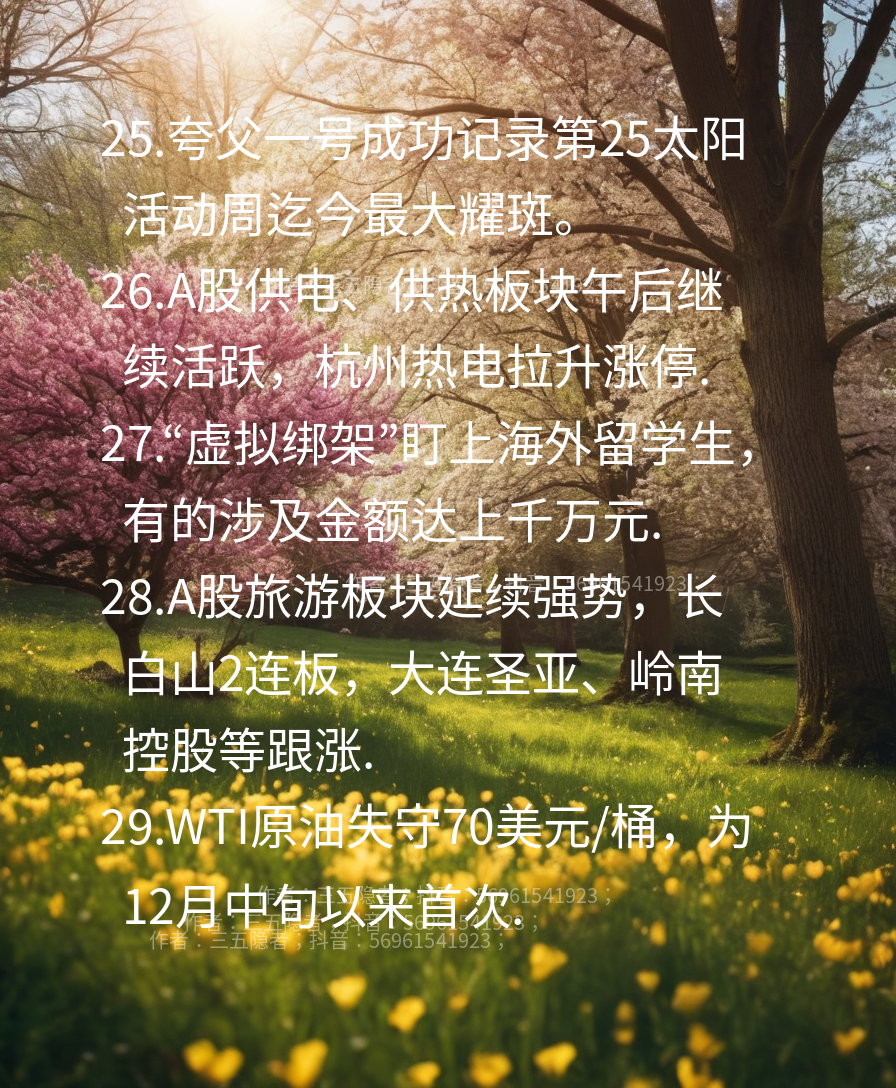 25.夸父一号成功记录第25太阳
活动周迄今最大耀斑。
26.A股供电、供热板块午后继
续活跃，杭州热电拉升涨停.
27.“虚拟绑架”盯上海外留学生，
有的涉及金额达上千万元.
28.A股旅游板块延续强势，长
白山2连板，大连圣亚、岭南
控股等跟涨.
29.WTI原油失守70美元/桶，为
12月中旬以来首次.
作者：三五隐者；抖音：56961541923；